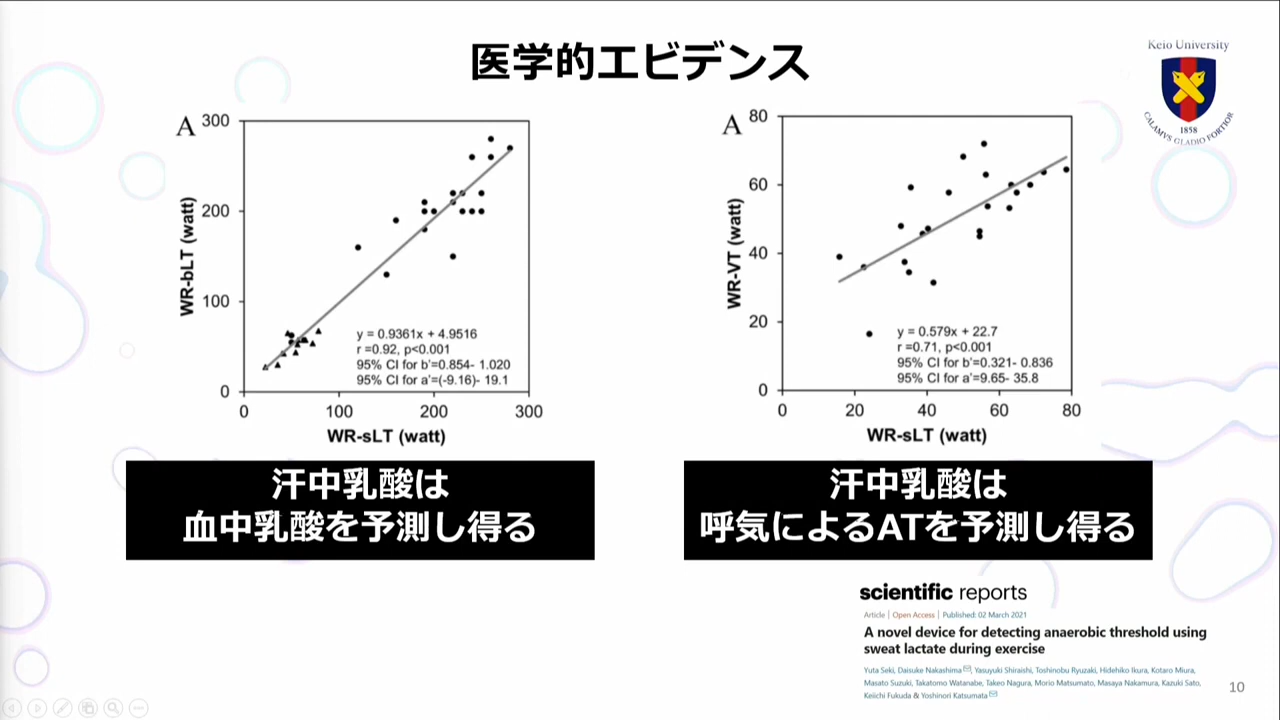 医学的エビデンス
Keio University
1858
CALAMVS GLADIO FORTIOR
A
300
200
100
0
0
100
200
300
WR-bLT (watt)
WR-sLT (watt)
y = 0.9361x + 4.9516
r =0.92, p<0.001
95% CI for b'=0.854- 1.020
95% CI for a'=(-9.16)- 19.1
A
80
60
40
20
0
0
20
40
60
80
WR-VT (watt)
WR-sLT (watt)
y = 0.579x + 22.7
r =0.71, p<0.001
95% CI for b'=0.321- 0.836
95% CI for a'=9.65- 35.8
汗中乳酸は
血中乳酸を予測し得る
汗中乳酸は
呼気によるATを予測し得る
scientific reports
Article | Open Access | Published: 02 March 2021
A novel device for detecting anaerobic threshold using
sweat lactate during exercise
Yuta Seki, Daisuke Nakashima, Yasuyuki Shiraishi, Toshinobu Ryuzaki, Hidehiko Ikura, Kotaro Miura,
Masato Suzuki, Takatomo Watanabe, Takeo Nagura, Morio Matsumoto, Masaya Nakamura, Kazuki Sato,
Keiichi Fukuda & Yoshinori Katsumata
10